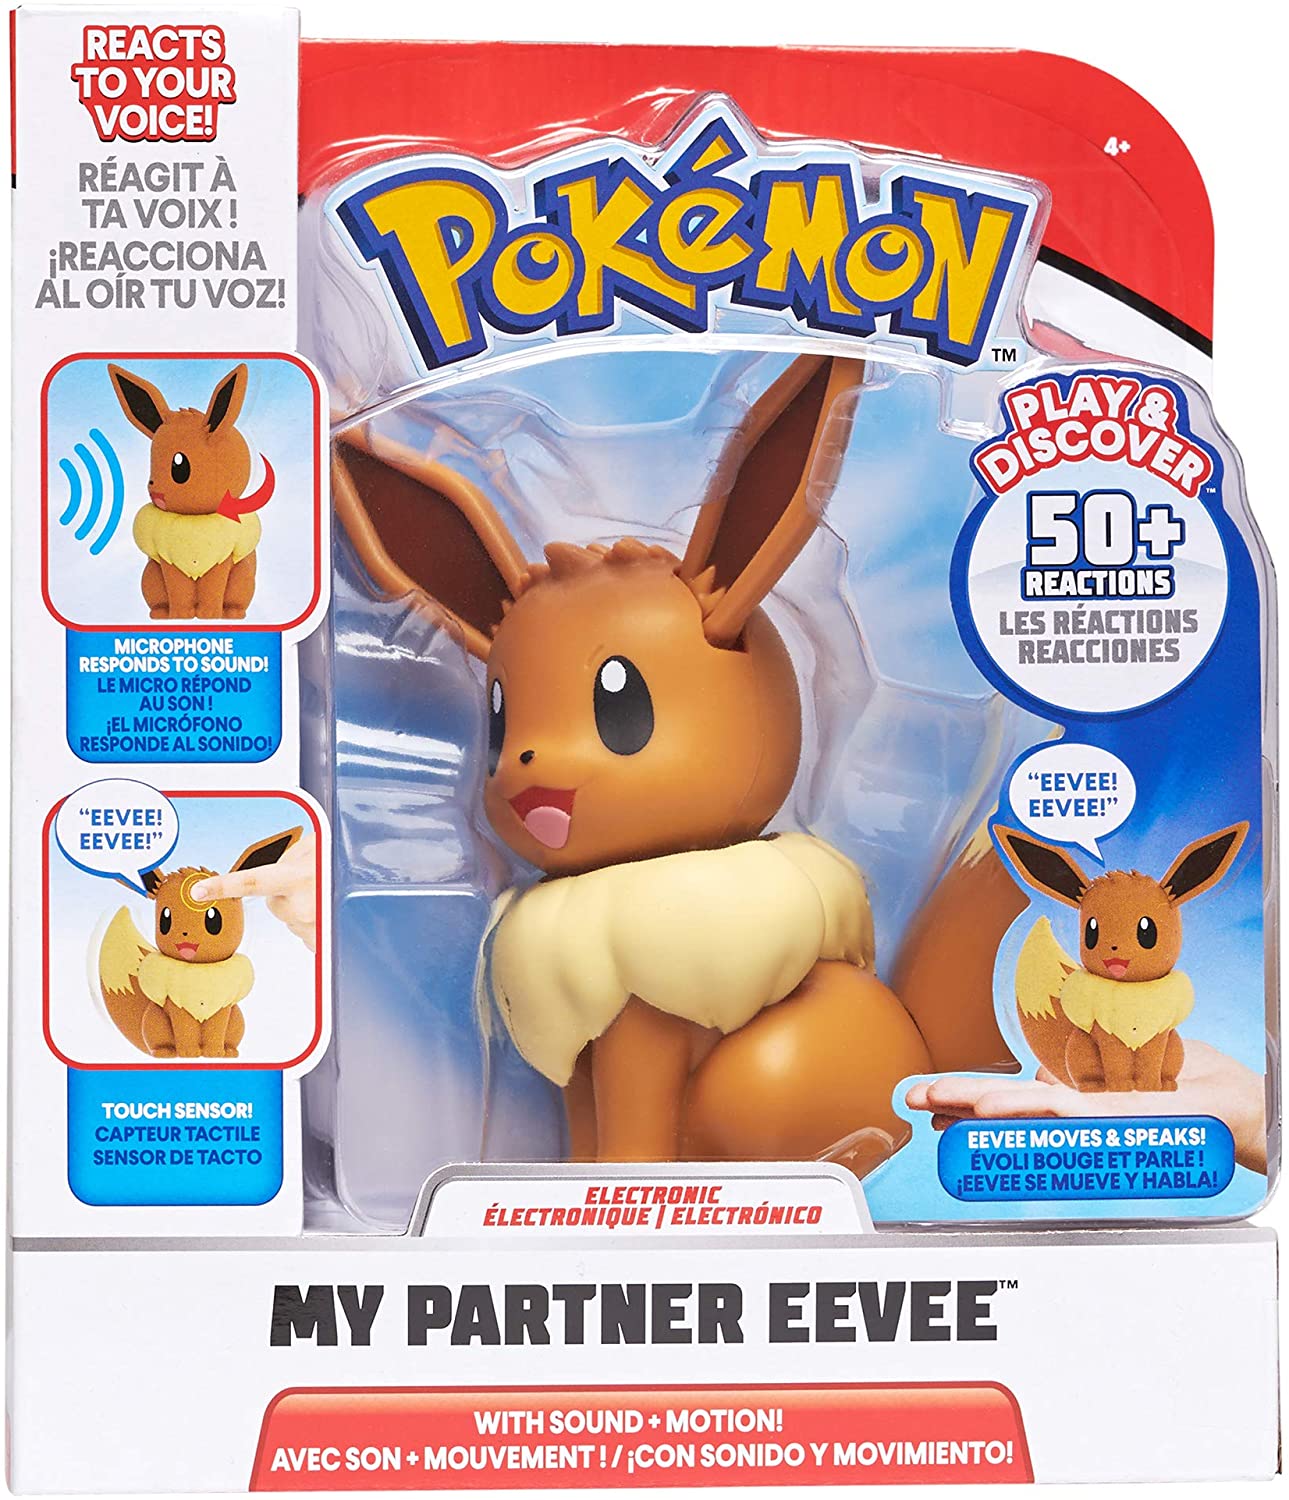 REACTS
TO YOUR
VOICE!
RÉAGIT À
TA VOIX !
¡REACCIONA
AL OÍR TU VOZ!
MICROPHONE
RESPONDS TO SOUND!
LE MICRO RÉPOND
AU SON !
¡EL MICRÓFONO
RESPONDE AL SONIDO!
"EEVEE!
EEVEE!"
TOUCH SENSOR!
CAPTEUR TACTILE
SENSOR DE TACTO
4+
POKéMON
™
PLAY &
DISCOVER™
50+
REACTIONS
LES RÉACTIONS
REACCIONES
"EEVEE!
EEVEE!"
EEVEE MOVES & SPEAKS!
ÉVOLI BOUGE ET PARLE !
¡EEVEE SE MUEVE Y HABLA!
ELECTRONIC
ÉLECTRONIQUE | ELECTRÓNICO
MY PARTNER EEVEE™
WITH SOUND + MOTION!
AVEC SON + MOUVEMENT ! / ¡CON SONIDO Y MOVIMIENTO!